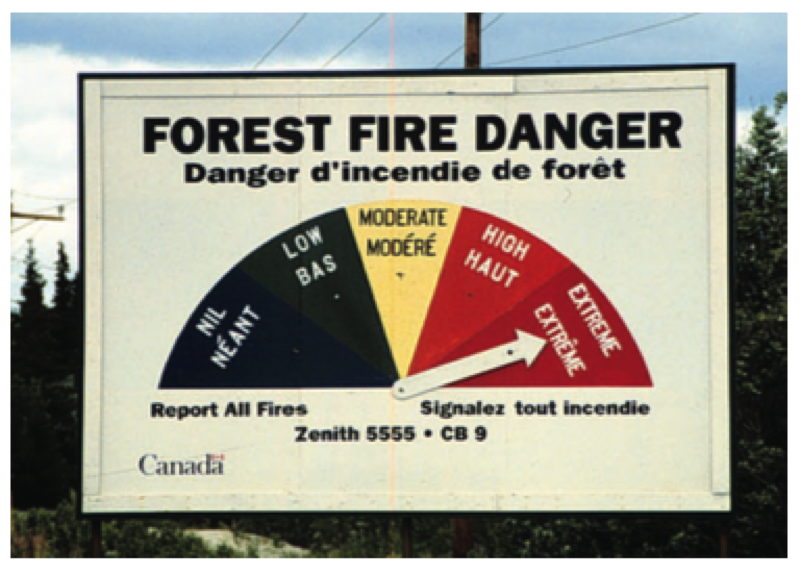 FOREST FIRE DANGER
Danger d'incendie de forêt
NIL
NÉANT
LOW
BAS
MODERATE
MODÉRÉ
HIGH
HAUT
EXTREME
EXTRÊME
Report All Fires
Signalez tout incendie
Zenith 5555 • CB 9
Canada